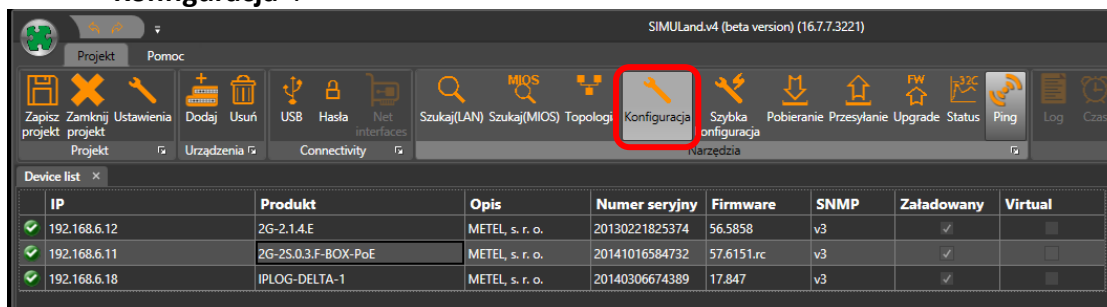 Konfiguracja".
SIMULand.v4 (beta version) (16.7.7.3221)
Projekt Pomoc
MIOS FW 32C
Zapisz projekt Zamknij projekt Ustawienia Dodaj Usuń USB Hasła Net interfaces Szukaj(LAN) Szukaj(MIOS) Topologi Konfiguracja Szybka onfiguracja Pobieranie Przesyłanie Upgrade Status Ping Log Czas
Projekt Urządzenia Connectivity Narzędzia
Device list ×
IP Produkt Opis Numer seryjny Firmware SNMP Załadowany Virtual
192.168.6.12 2G-2.1.4.E METEL, s. r. o. 20130221825374 56.5858 v3
192.168.6.11 2G-2S.0.3.F-BOX-PoE METEL, s. r. o. 20141016584732 57.6151.rc v3
192.168.6.18 IPLOG-DELTA-1 METEL, s. r. o. 20140306674389 17.847 v3